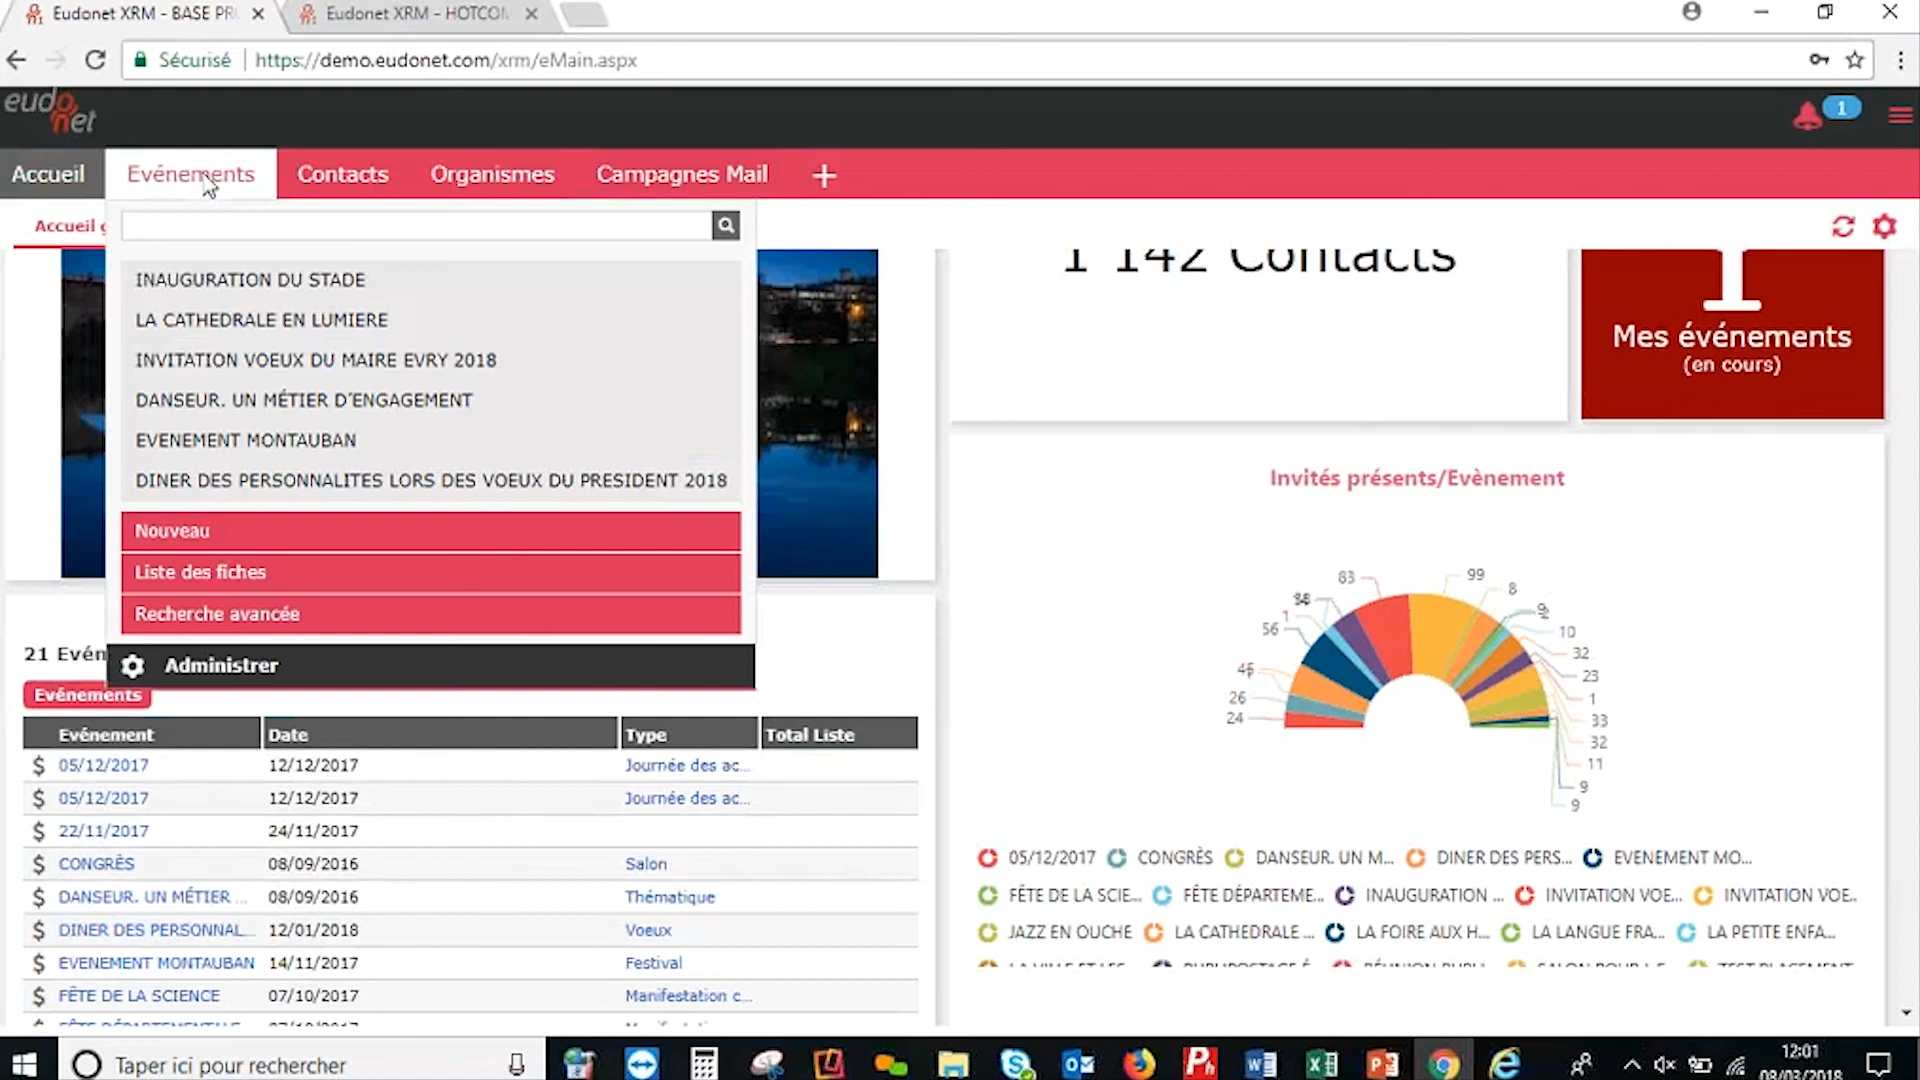 Eudonet XRM - BASE PR
Eudonet XRM - HOTCOM
Sécurisé
https://demo.eudonet.com/xrm/eMain.aspx
eudonet
1
Accueil
Evénements
Contacts
Organismes
Campagnes Mail
+
Accueil g
INAUGURATION DU STADE
LA CATHEDRALE EN LUMIERE
INVITATION VOEUX DU MAIRE EVRY 2018
DANSEUR. UN MÉTIER D'ENGAGEMENT
EVENEMENT MONTAUBAN
DINER DES PERSONNALITES LORS DES VOEUX DU PRESIDENT 2018
Nouveau
Liste des fiches
Recherche avancée
Administrer
1 142 Contacts
Mes événements
(en cours)
21 Evén
Evénements
Evénement Date Type Total Liste
$ 05/12/2017 12/12/2017 Journée des ac...
$ 05/12/2017 12/12/2017 Journée des ac...
$ 22/11/2017 24/11/2017
$ CONGRÈS 08/09/2016 Salon
$ DANSEUR. UN MÉTIER ... 08/09/2016 Thématique
$ DINER DES PERSONNAL... 12/01/2018 Voeux
$ EVENEMENT MONTAUBAN 14/11/2017 Festival
$ FÊTE DE LA SCIENCE 07/10/2017 Manifestation c...
Invités présents/Evènement
24
26
56
1
83
99
8
10
32
23
1
33
32
11
9
9
05/12/2017 CONGRÈS DANSEUR. UN M... DINER DES PERS... EVENEMENT MO...
FÊTE DE LA SCIE... FÊTE DÉPARTEME... INAUGURATION ... INVITATION VOE... INVITATION VOE..
JAZZ EN OUCHE LA CATHEDRALE ... LA FOIRE AUX H... LA LANGUE FRA... LA PETITE ENFA...
Taper ici pour rechercher
12:01
08/03/2018